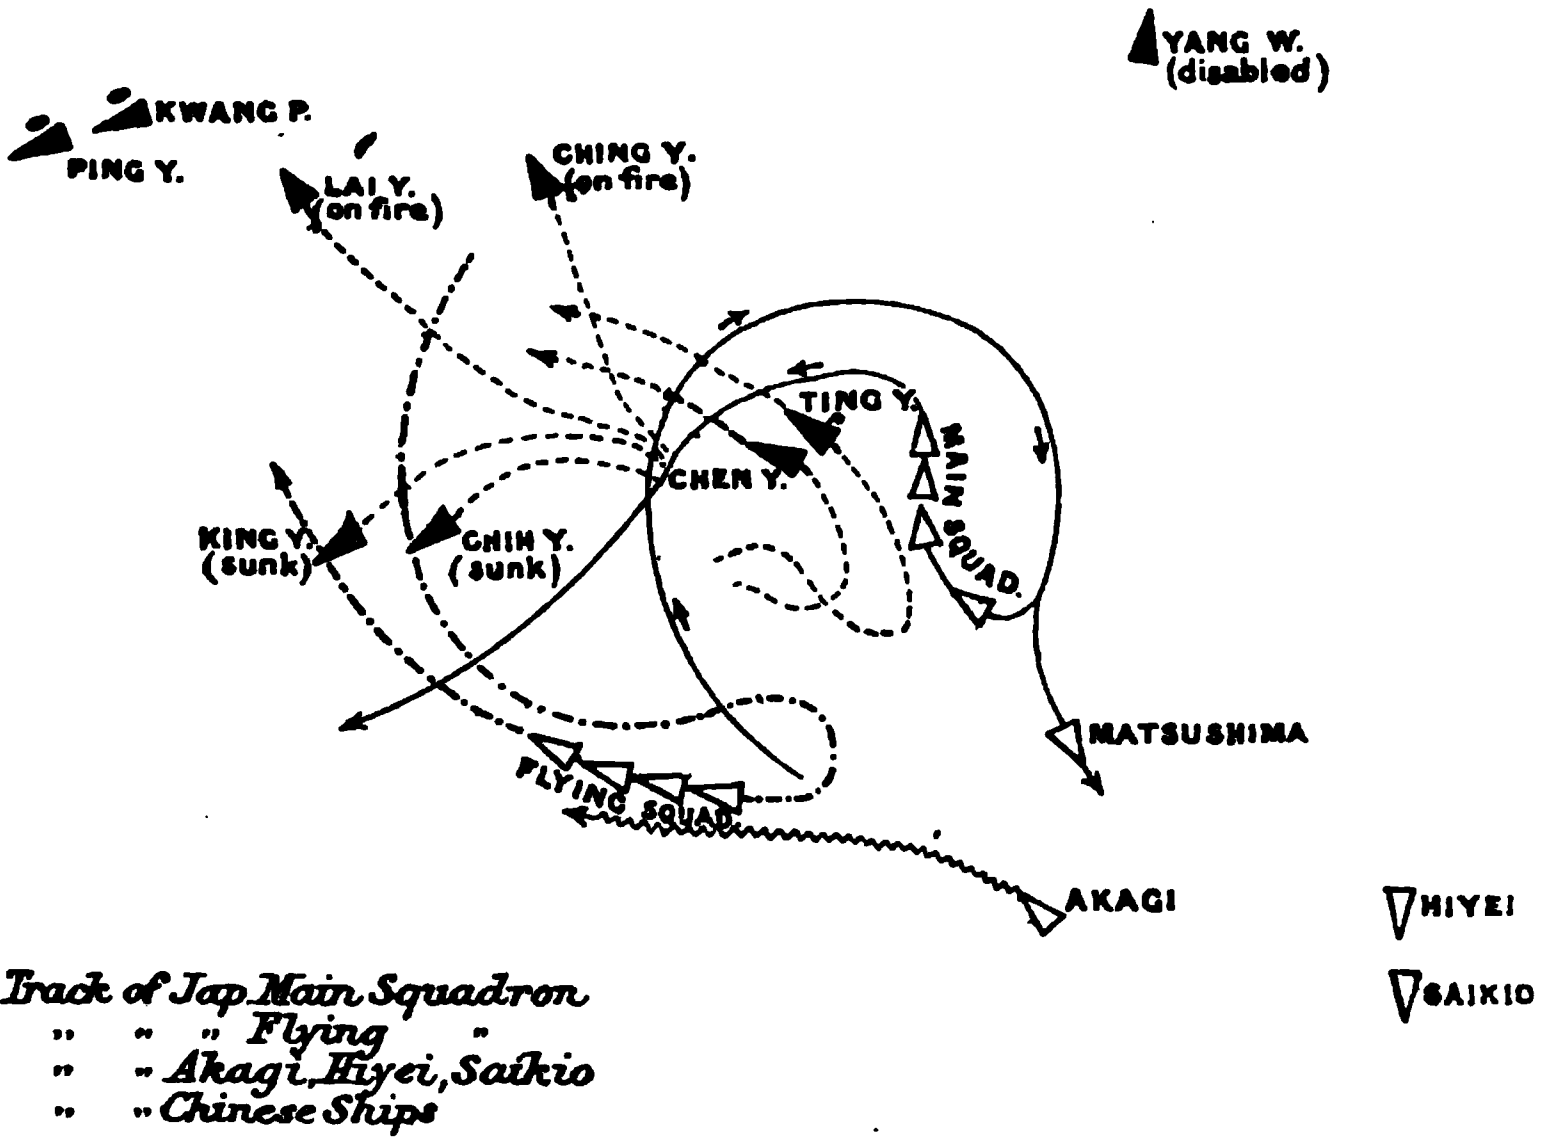 YANG W.
(disabled)
KWANG P.
PING Y.
LAI Y.
(on fire)
CHING Y.
(on fire)
TING Y.
MAIN SQUAD.
CHEN Y.
KING Y.
(sunk)
CHIH Y.
(sunk)
MATSUSHIMA
FLYING SQUAD.
AKAGI
HIYEI
SAIKIO
Track of Jap Main Squadron
„ „ „ Flying „
„ „ Akagi, Hiyei, Saikio
„ „ Chinese Ships